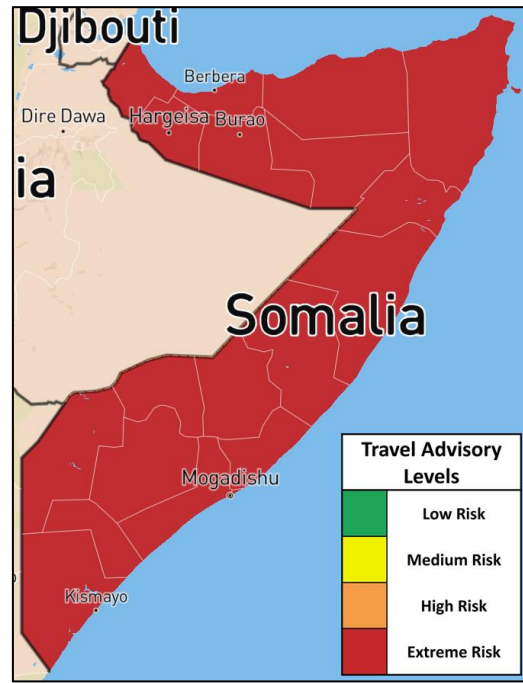 Djibouti
Berbera
Dire Dawa
Hargeisa
Burao
ia
Somalia
Mogadishu
Kismayo
Travel Advisory
Levels
Low Risk
Medium Risk
High Risk
Extreme Risk